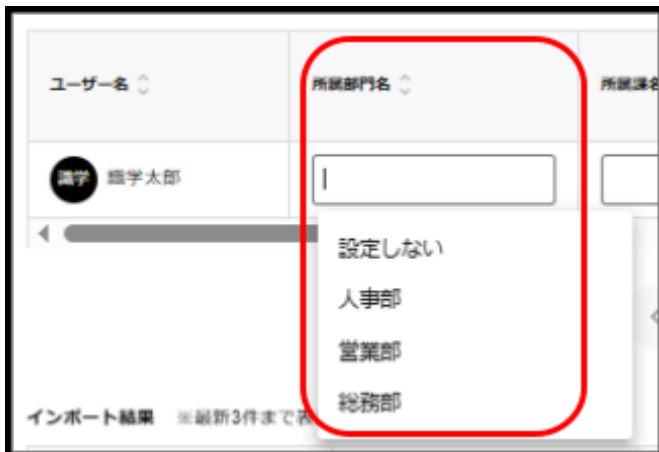 ユーザー名 所属部門名 所属課名
識学 識学太郎
設定しない
人事部
営業部
総務部
インポート結果 ※最新3件まで表